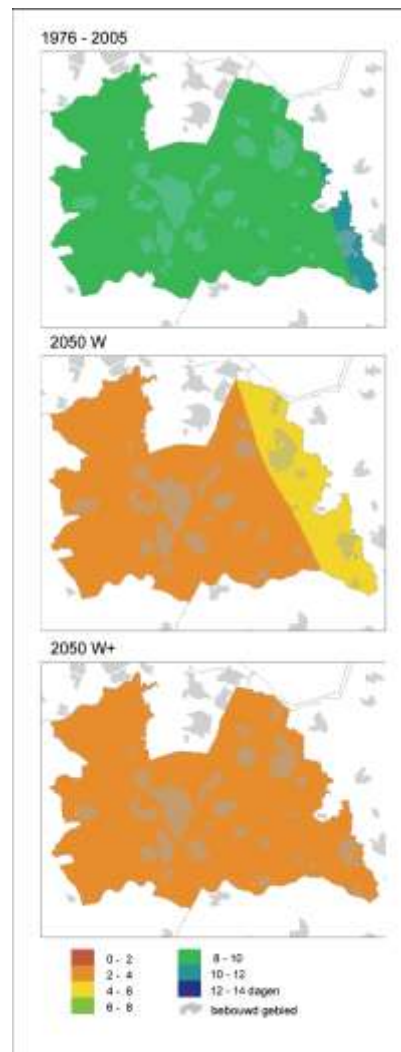 1976 - 2005
2050 W
2050 W+
0 - 2
2 - 4
4 - 6
6 - 8
8 - 10
10 - 12
12 - 14 dagen
bebouwd gebied